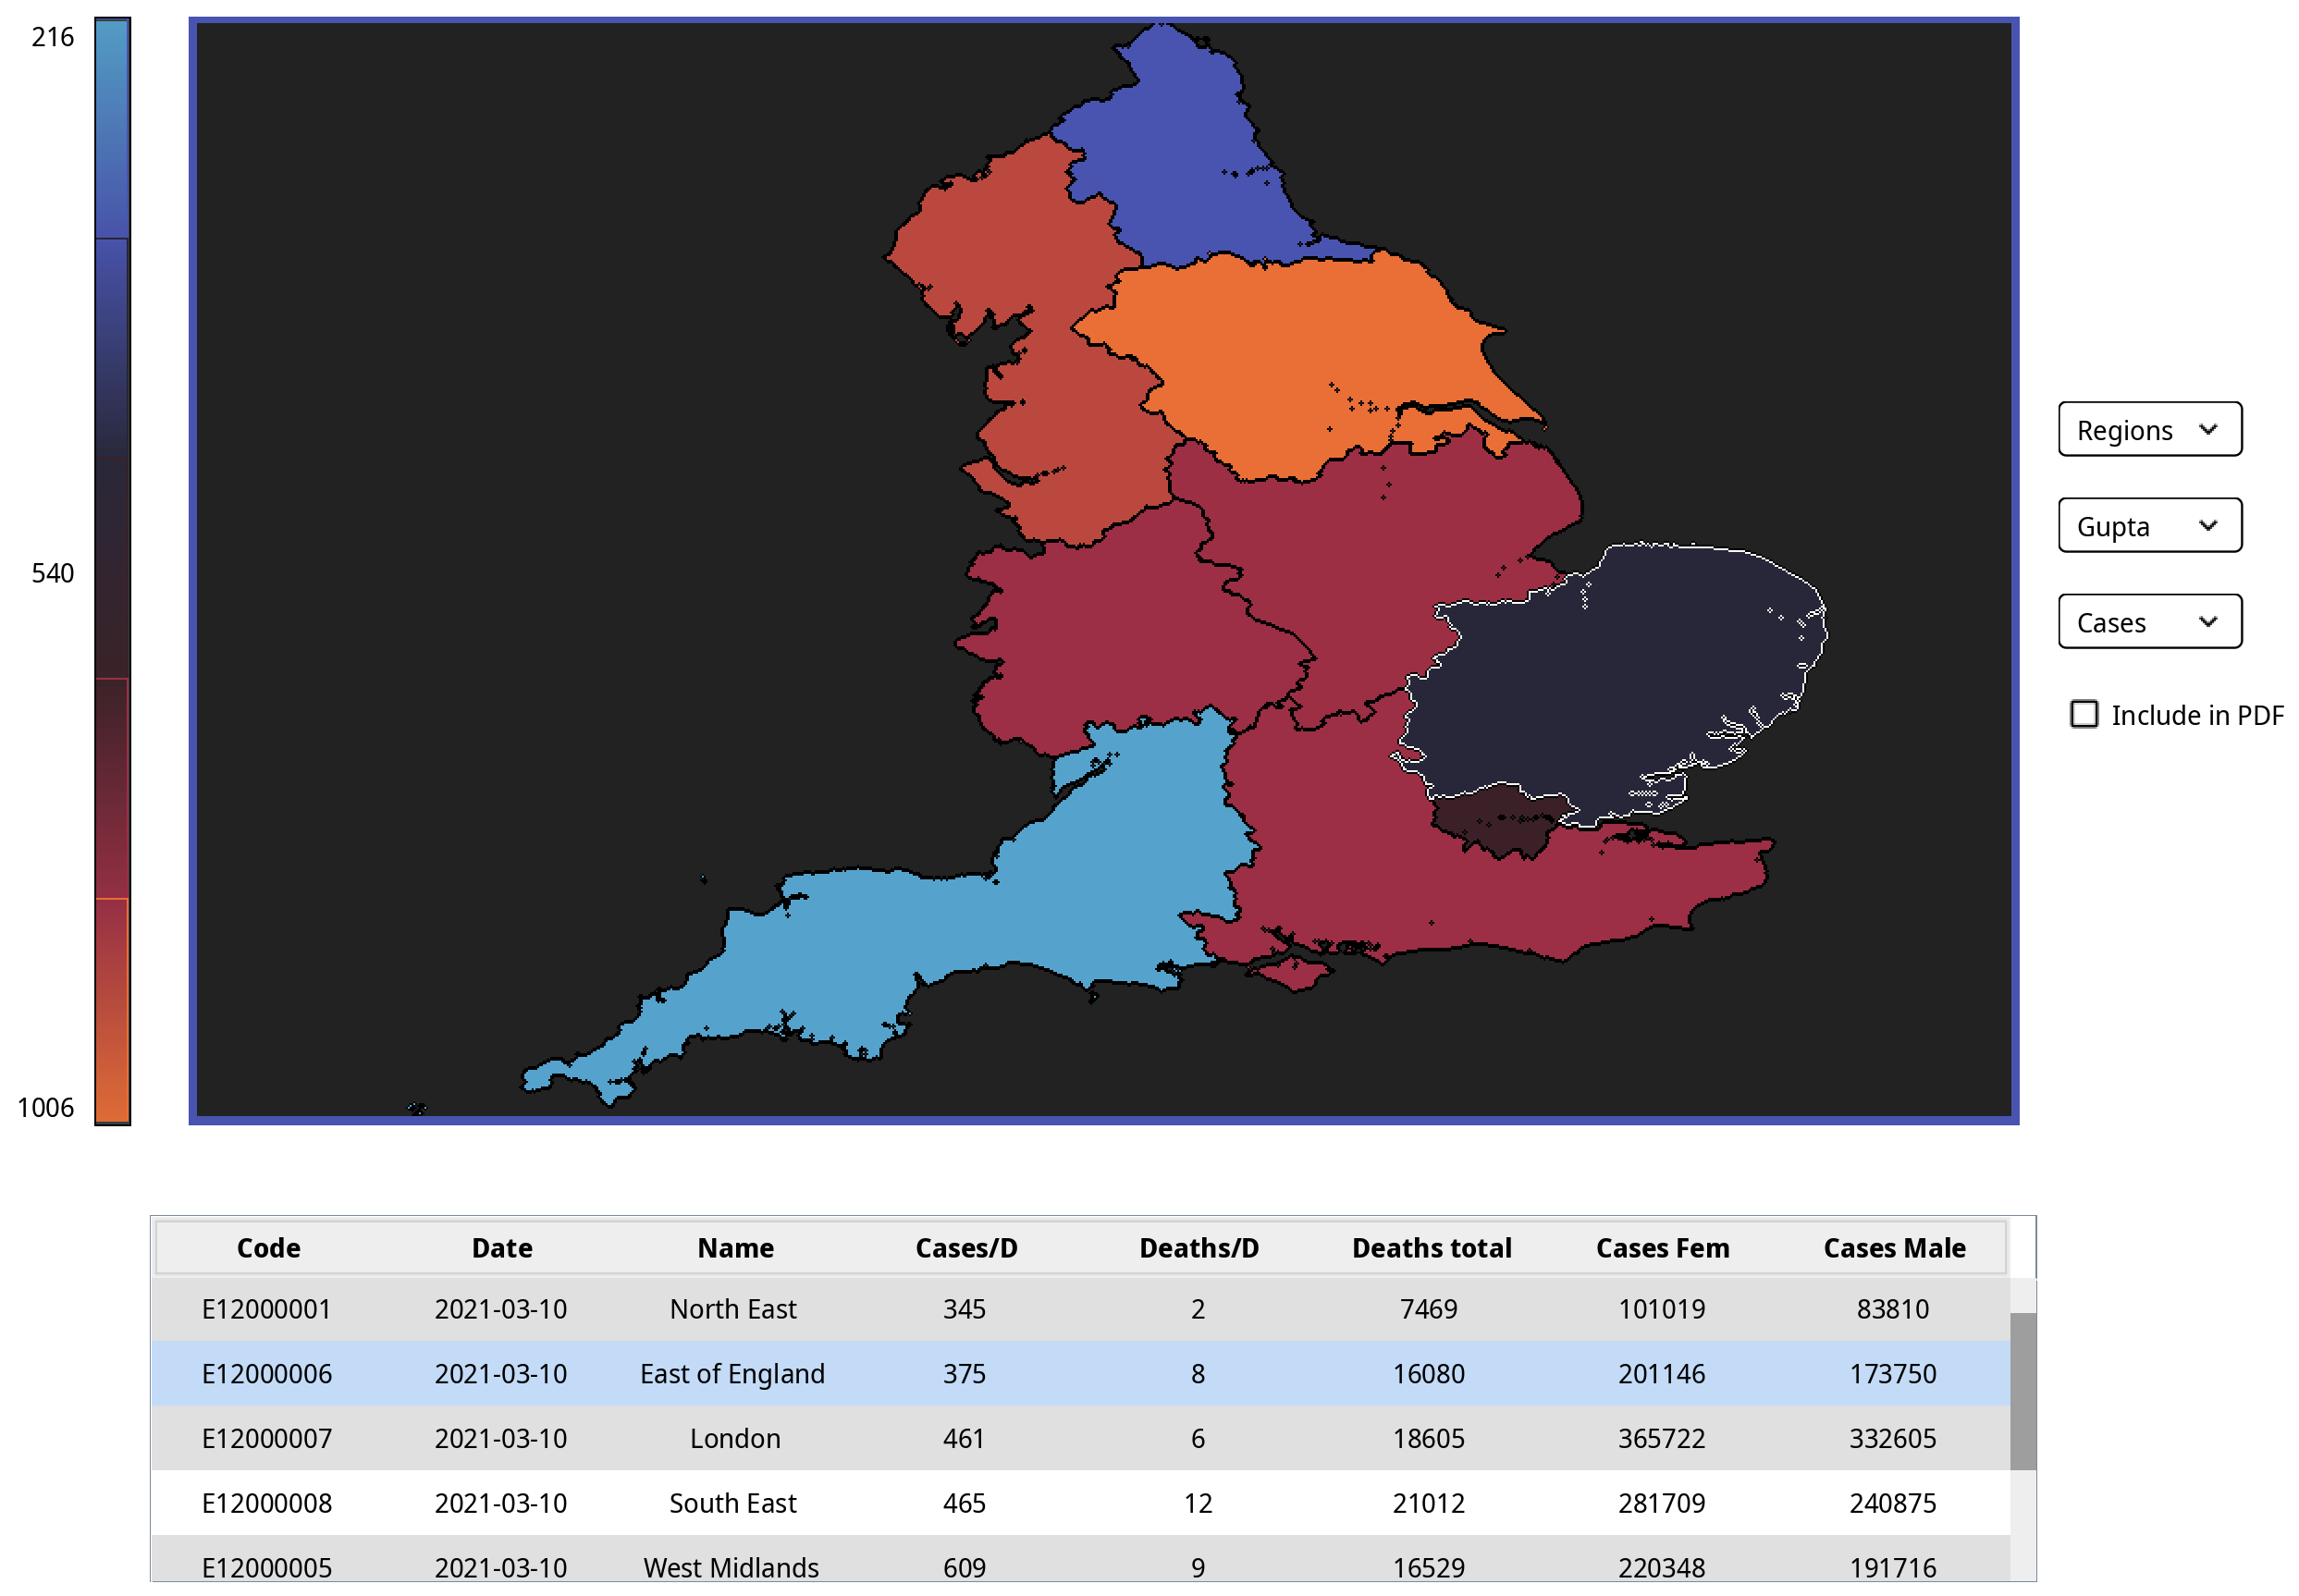 216
540
1006
Regions
Gupta
Cases
Include in PDF
Code Date Name Cases/D Deaths/D Deaths total Cases Fem Cases Male
E12000001 2021-03-10 North East 345 2 7469 101019 83810
E12000006 2021-03-10 East of England 375 8 16080 201146 173750
E12000007 2021-03-10 London 461 6 18605 365722 332605
E12000008 2021-03-10 South East 465 12 21012 281709 240875
E12000005 2021-03-10 West Midlands 609 9 16529 220348 191716